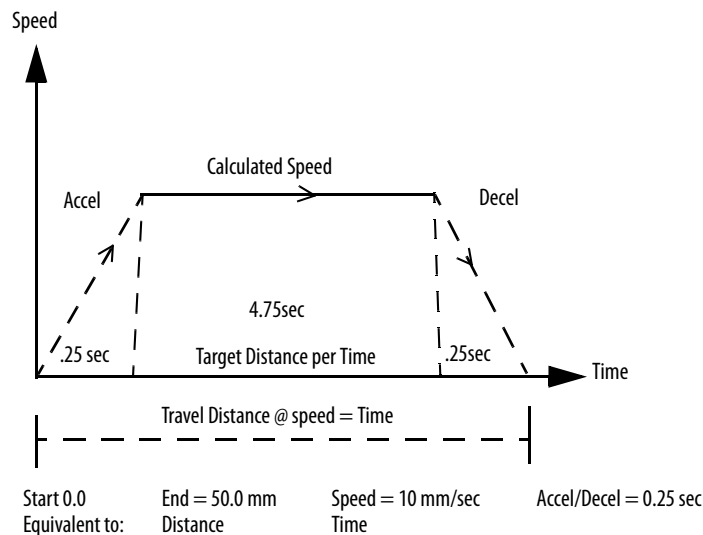 Speed
Calculated Speed
Accel
Decel
4.75sec
.25 sec
Target Distance per Time
.25sec
Time
Travel Distance @ speed = Time
Start 0.0 End = 50.0 mm Speed = 10 mm/sec Accel/Decel = 0.25 sec
Equivalent to: Distance Time